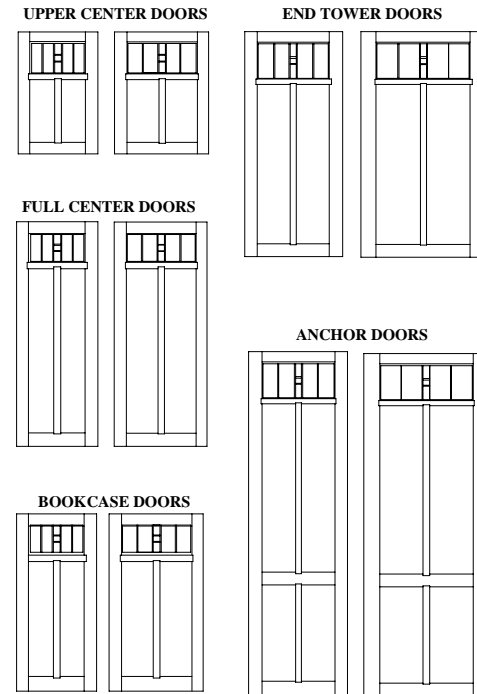 UPPER CENTER DOORS
END TOWER DOORS
FULL CENTER DOORS
ANCHOR DOORS
BOOKCASE DOORS